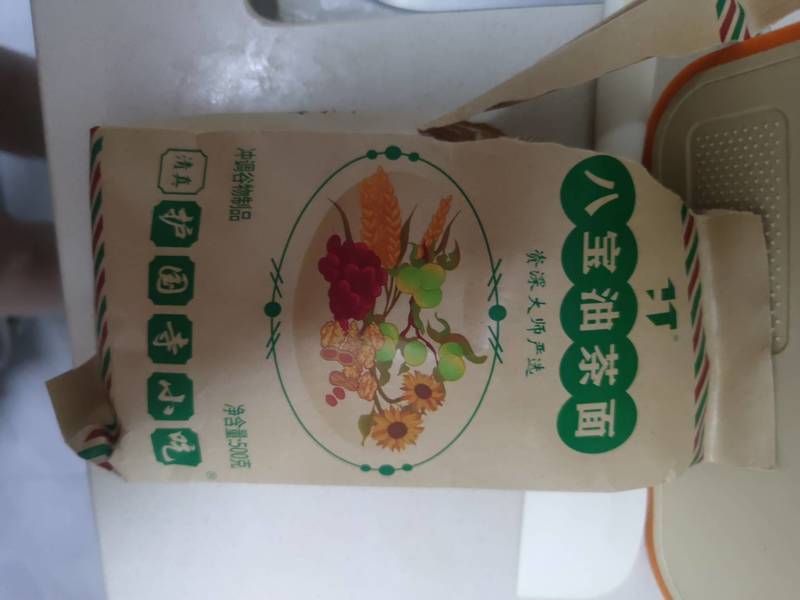 八宝油茶面
资深大师严选
冲调谷物制品
净含量500克
清真
护国寺小吃